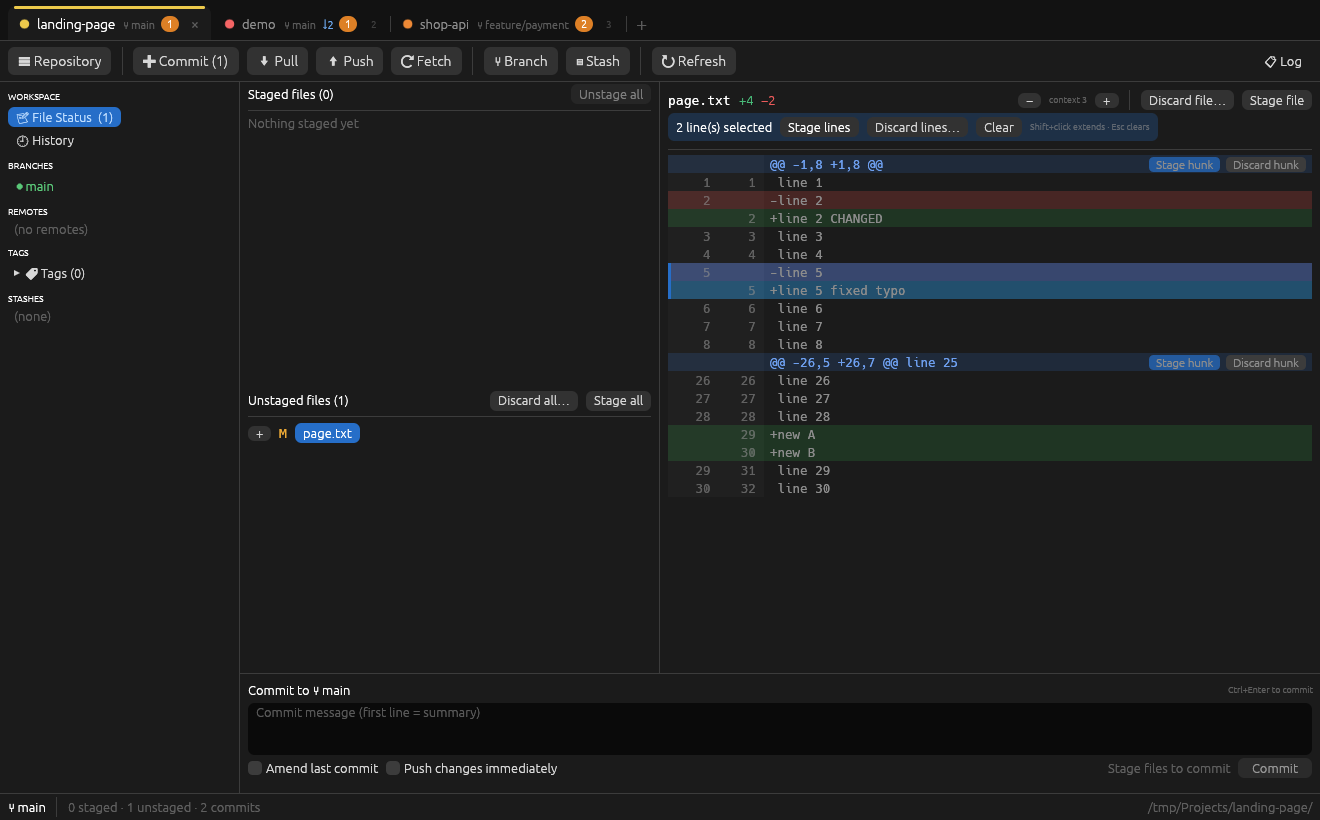 landing-page main 1 × demo main ↓2 1 2 shop-api feature/payment 2 3 +
Repository Commit (1) Pull Push Fetch Branch Stash Refresh Log
WORKSPACE
File Status (1)
History
BRANCHES
main
REMOTES
(no remotes)
TAGS
Tags (0)
STASHES
(none)
Staged files (0) Unstage all
Nothing staged yet
Unstaged files (1) Discard all... Stage all
+ M page.txt
page.txt +4 −2 − context 3 + Discard file... Stage file
2 line(s) selected Stage lines Discard lines... Clear Shift+click extends · Esc clears
@@ -1,8 +1,8 @@ Stage hunk Discard hunk
1 1 line 1
2 -line 2
2 +line 2 CHANGED
3 3 line 3
4 4 line 4
5 -line 5
5 +line 5 fixed typo
6 6 line 6
7 7 line 7
8 8 line 8
@@ -26,5 +26,7 @@ line 25 Stage hunk Discard hunk
26 26 line 26
27 27 line 27
28 28 line 28
29 +new A
30 +new B
29 31 line 29
30 32 line 30
Commit to main Ctrl+Enter to commit
Commit message (first line = summary)
Amend last commit Push changes immediately Stage files to commit Commit
main 0 staged · 1 unstaged · 2 commits /tmp/Projects/landing-page/